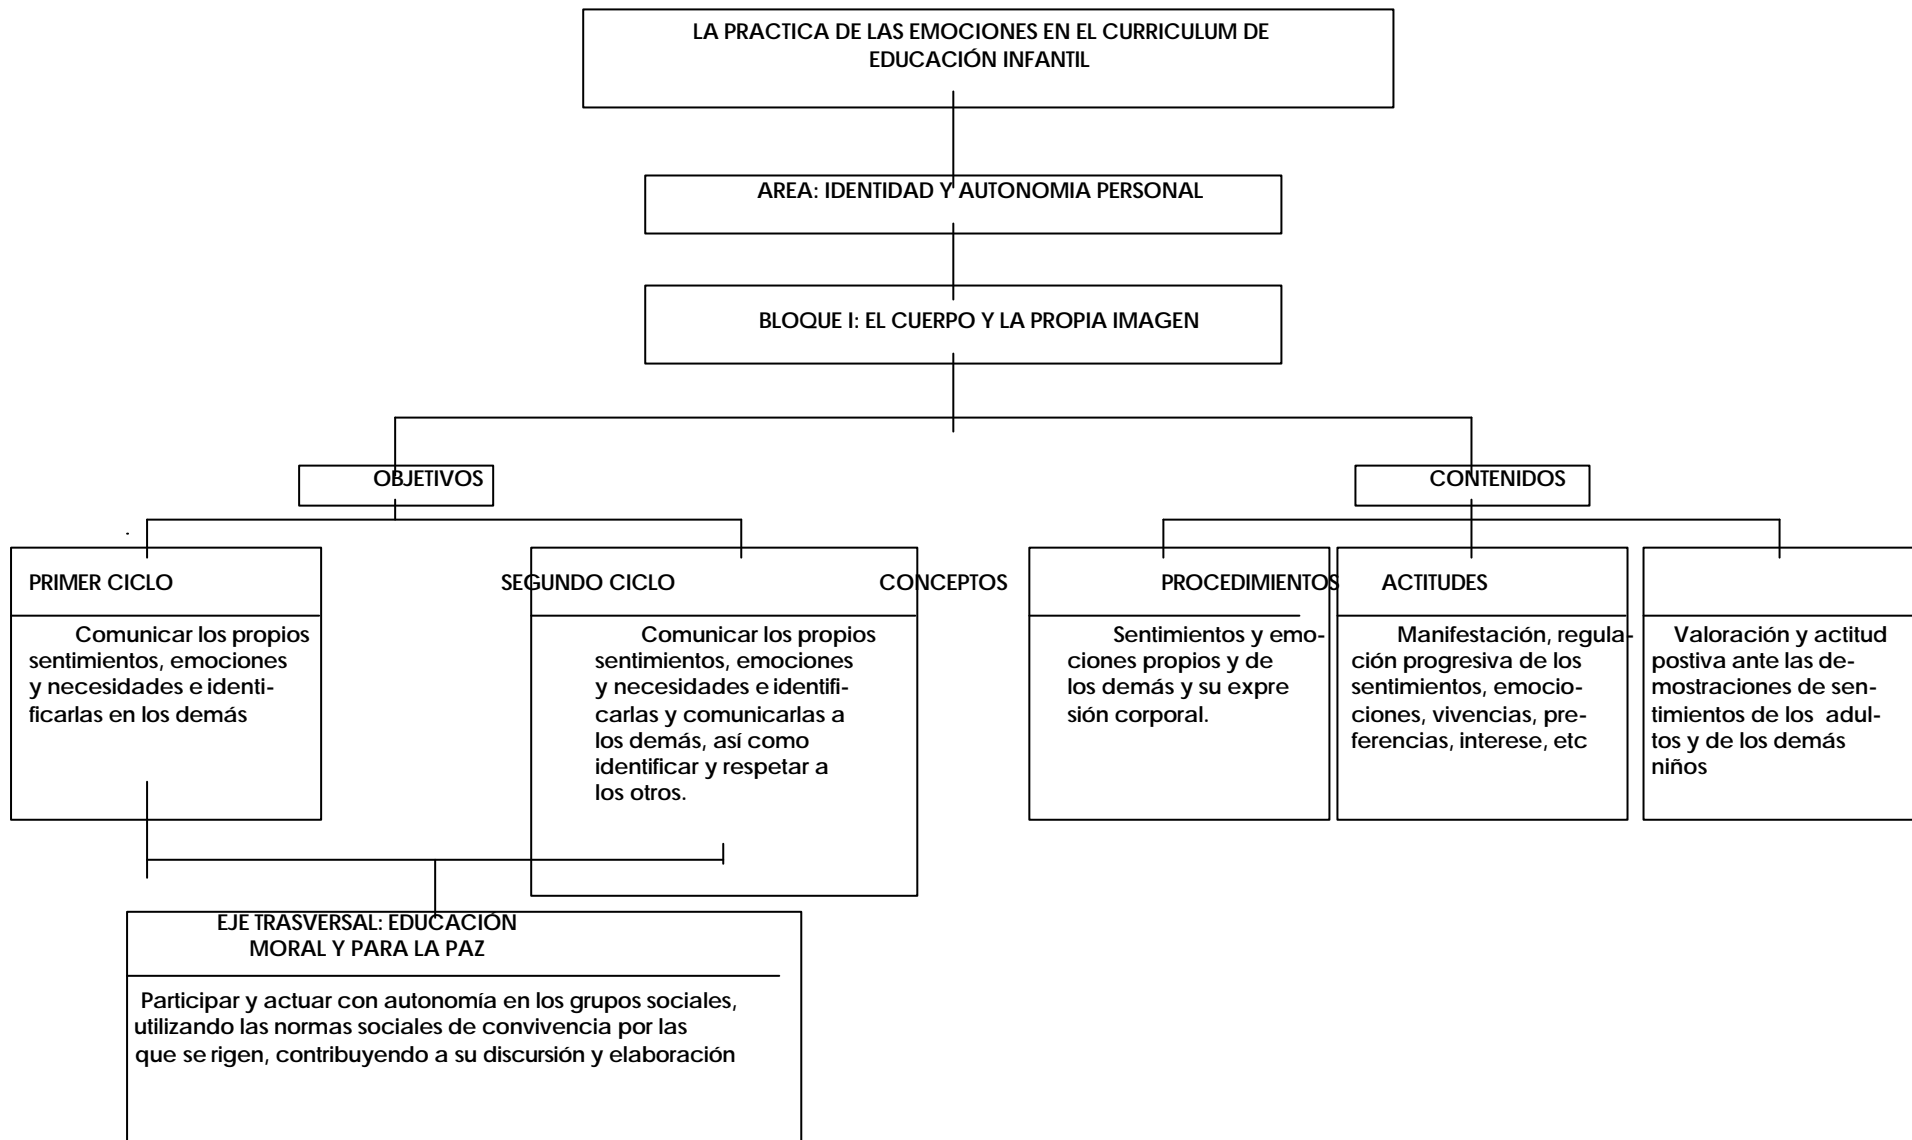 LA PRACTICA DE LAS EMOCIONES EN EL CURRICULUM DE
EDUCACIÓN INFANTIL
AREA: IDENTIDAD Y AUTONOMIA PERSONAL
BLOQUE I: EL CUERPO Y LA PROPIA IMAGEN
OBJETIVOS
CONTENIDOS
.
PRIMER CICLO
SEGUNDO CICLO
CONCEPTOS
PROCEDIMIENTOS
ACTITUDES
Comunicar los propios
sentimientos, emociones
y necesidades e identi-
ficarlas en los demás
Comunicar los propios
sentimientos, emociones
y necesidades e identifi-
carlas y comunicarlas a
los demás, así como
identificar y respetar a
los otros.
Sentimientos y emo-
ciones propios y de
los demás y su expre
sión corporal.
Manifestación, regula-
ción progresiva de los
sentimientos, emocio-
ciones, vivencias, pre-
ferencias, interese, etc
Valoración y actitud
postiva ante las de-
mostraciones de sen-
timientos de los adul-
tos y de los demás
niños
EJE TRASVERSAL: EDUCACIÓN
MORAL Y PARA LA PAZ
Participar y actuar con autonomía en los grupos sociales,
utilizando las normas sociales de convivencia por las
que se rigen, contribuyendo a su discursión y elaboración